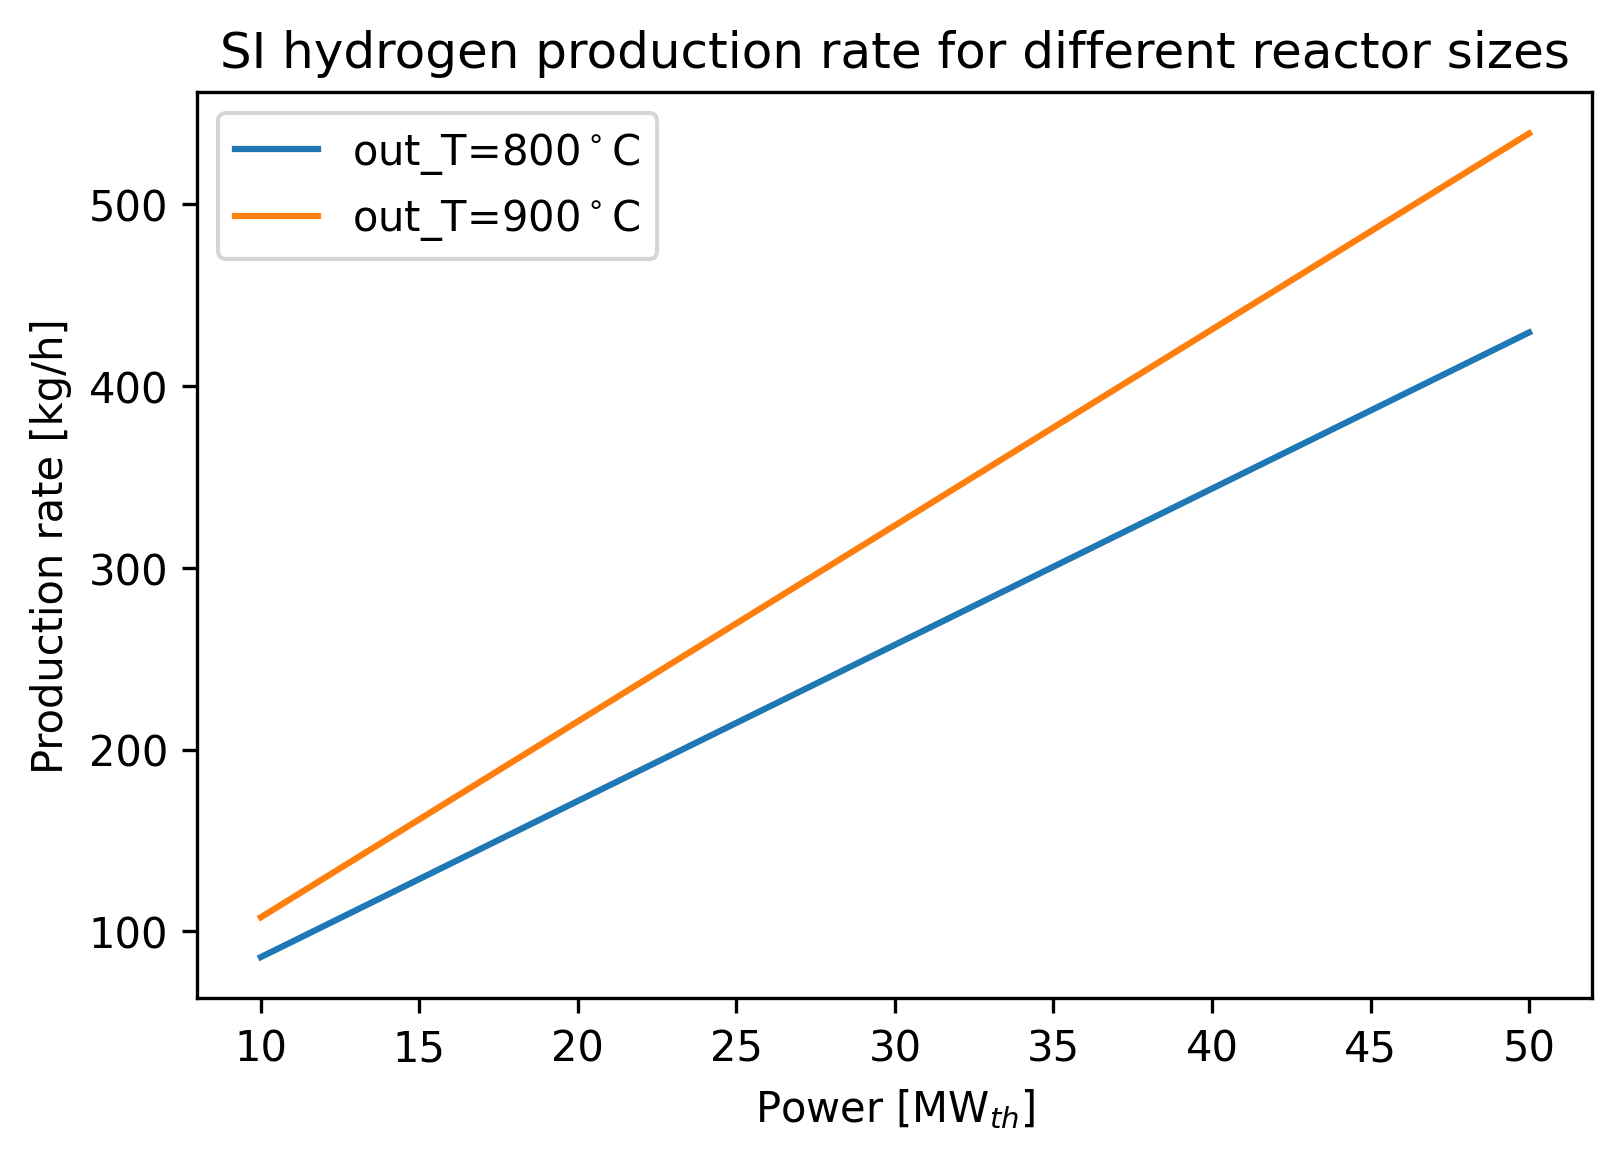 SI hydrogen production rate for different reactor sizes
out_T=800°C
out_T=900°C
Production rate [kg/h]
500
400
300
200
100
10 15 20 25 30 35 40 45 50
Power [MW_th]